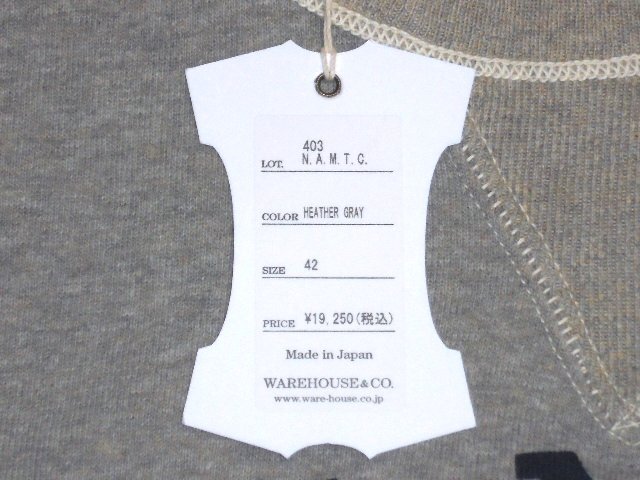 403
LOT. N.A.M.T.C.
COLOR HEATHER GRAY
SIZE 42
PRICE ¥19,250(税込)
Made in Japan
WAREHOUSE & CO.
www.ware-house.co.jp